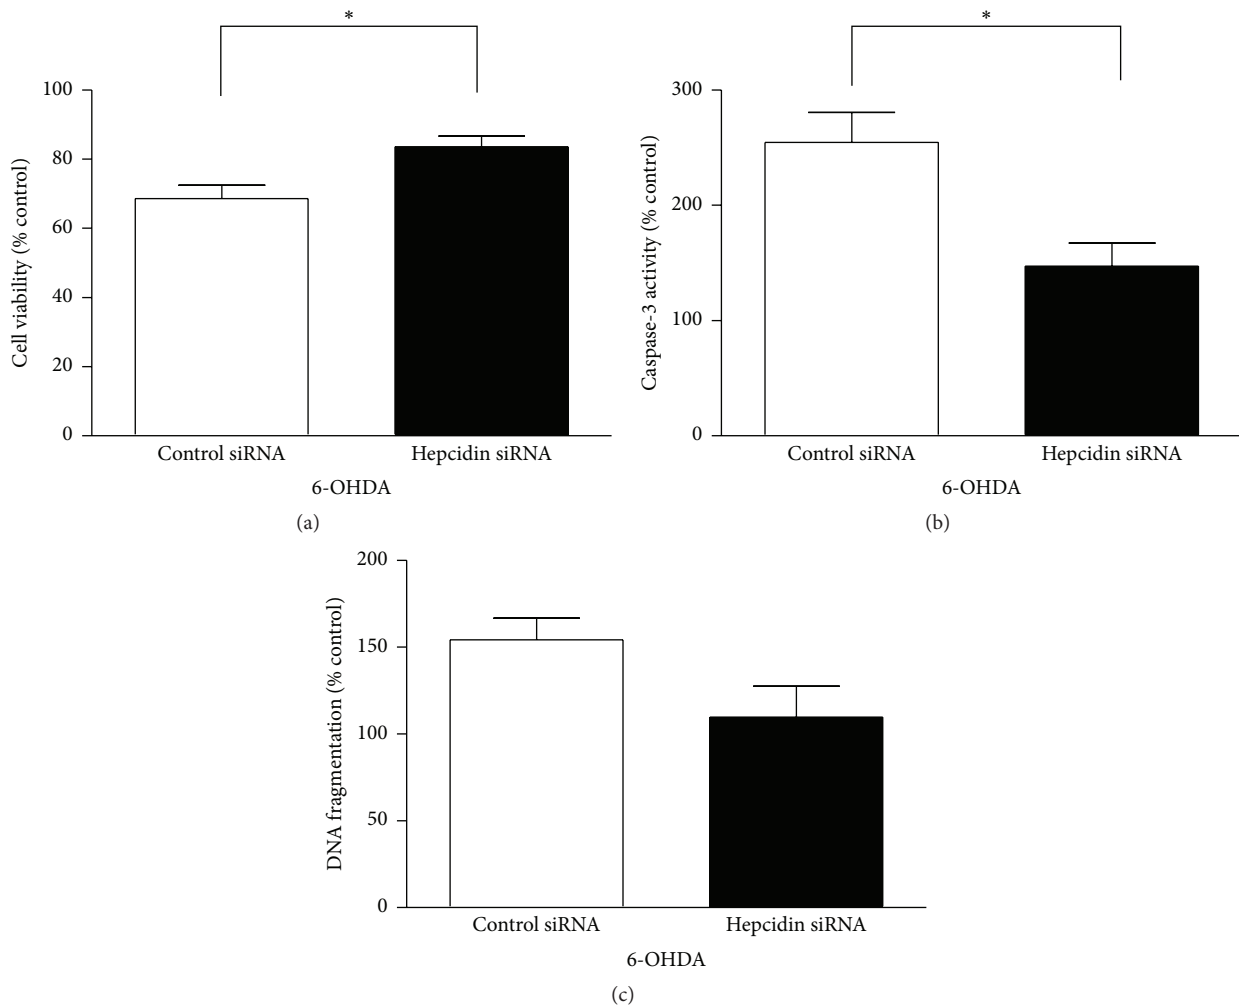 *
100
80
60
40
20
0
Cell viability (% control)
Control siRNA
Hepcidin siRNA
6-OHDA
(a)
*
300
200
100
0
Caspase-3 activity (% control)
Control siRNA
Hepcidin siRNA
6-OHDA
(b)
200
150
100
50
0
DNA fragmentation (% control)
Control siRNA
Hepcidin siRNA
6-OHDA
(c)